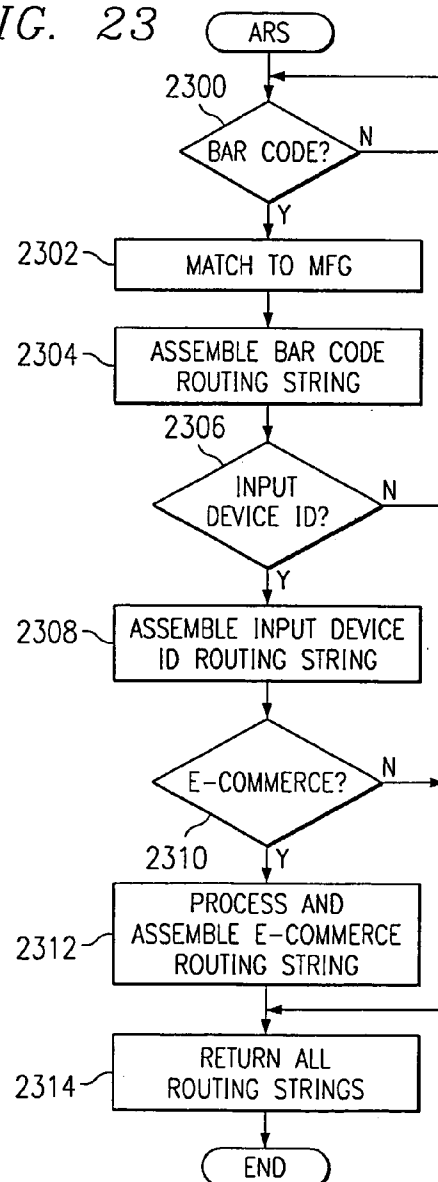 IG. 23
ARS
2300
BAR CODE?
N
Y
2302
MATCH TO MFG
2304
ASSEMBLE BAR CODE
ROUTING STRING
2306
INPUT
DEVICE ID?
N
Y
2308
ASSEMBLE INPUT DEVICE
ID ROUTING STRING
E-COMMERCE?
N
2310
Y
2312
PROCESS AND
ASSEMBLE E-COMMERCE
ROUTING STRING
2314
RETURN ALL
ROUTING STRINGS
END